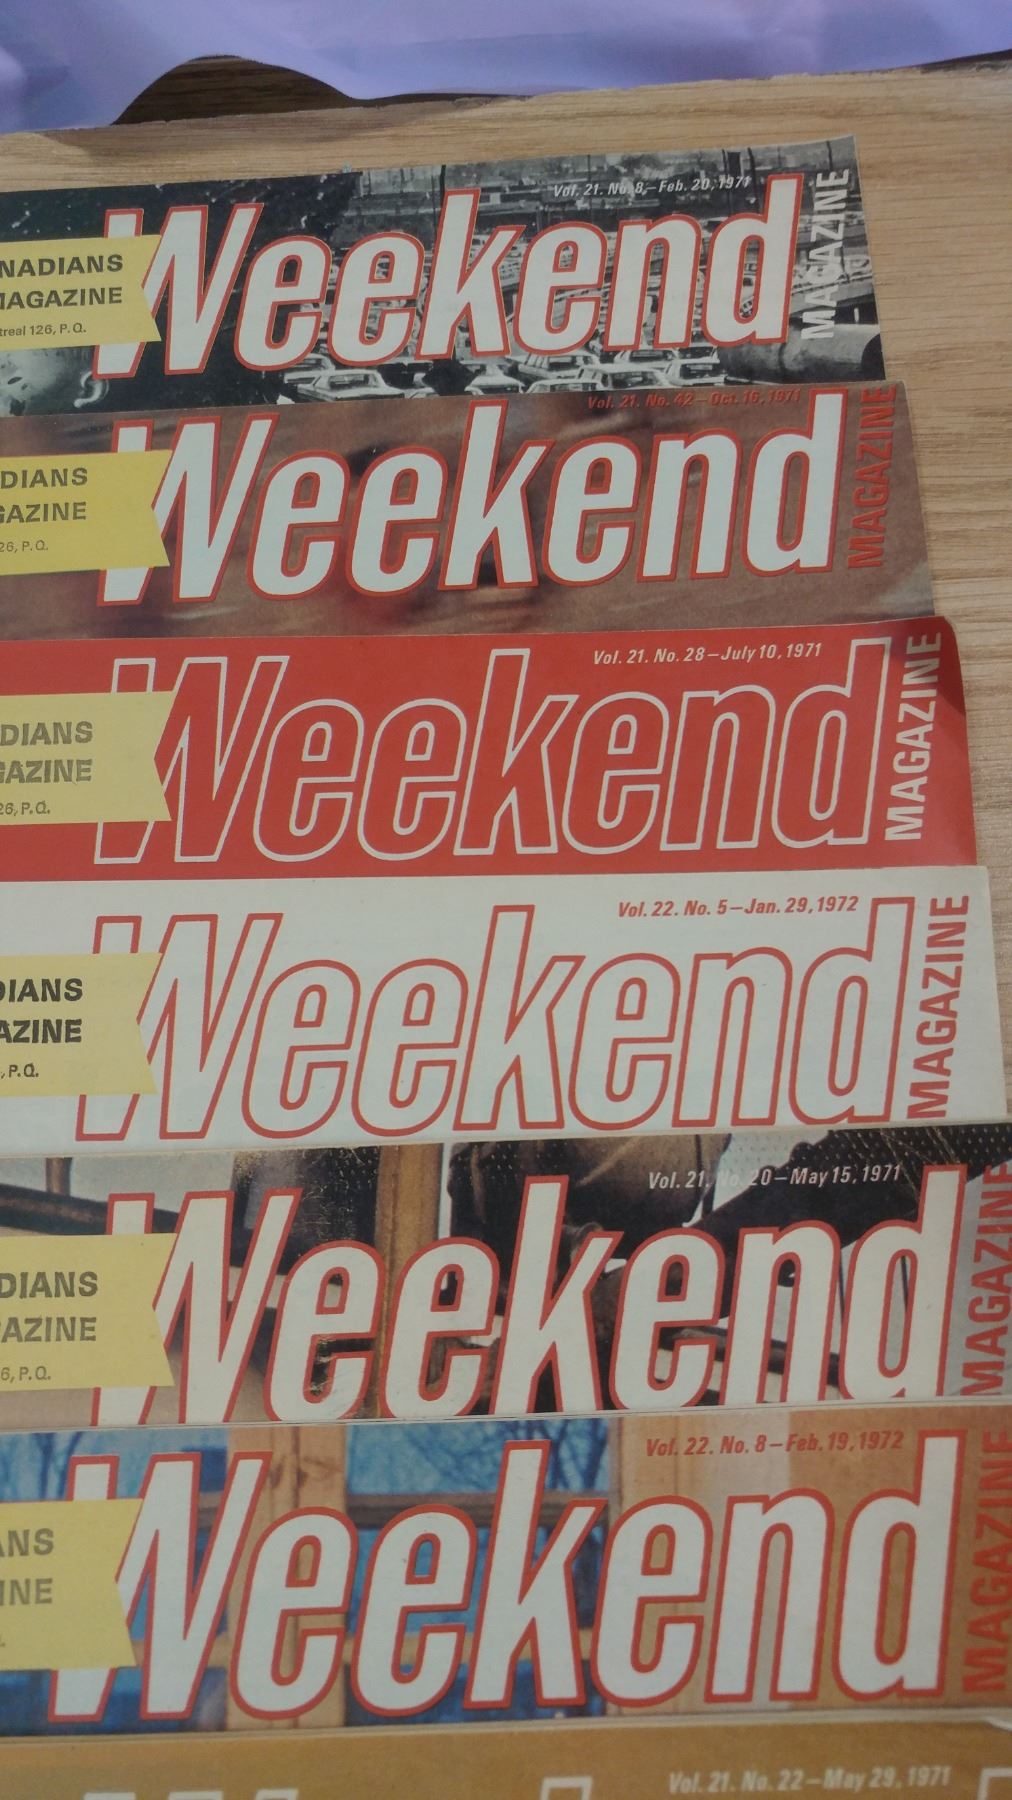 Vol. 21. No. 8,–Feb. 20, 1971
Weekend
MAGAZINE
NADIANS
MAGAZINE
treal 126, P.Q.
Vol. 21. No. 42–Oct. 16, 1971
Weekend
MAGAZINE
DIANS
GAZINE
26, P.Q.
Vol. 21. No. 28–July 10, 1971
Weekend
MAGAZINE
DIANS
GAZINE
26, P.Q.
Vol. 22. No. 5–Jan. 29, 1972
Weekend
MAGAZINE
DIANS
AZINE
, P.Q.
Vol. 21. No. 20–May 15, 1971
Weekend
MAGAZINE
DIANS
AZINE
6, P.Q.
Vol. 22. No. 8–Feb. 19, 1972
Weekend
MAGAZINE
ANS
INE
Vol. 21. No. 22–May 29, 1971